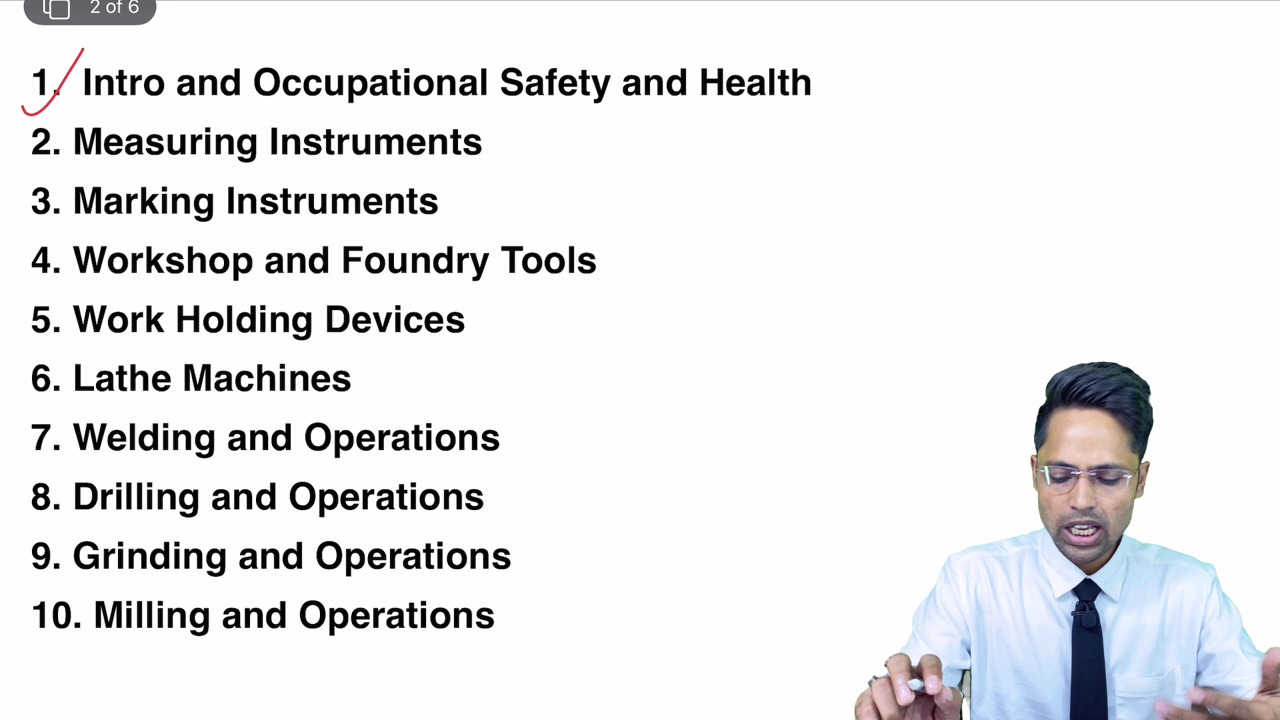 2 of 6
1. Intro and Occupational Safety and Health
2. Measuring Instruments
3. Marking Instruments
4. Workshop and Foundry Tools
5. Work Holding Devices
6. Lathe Machines
7. Welding and Operations
8. Drilling and Operations
9. Grinding and Operations
10. Milling and Operations